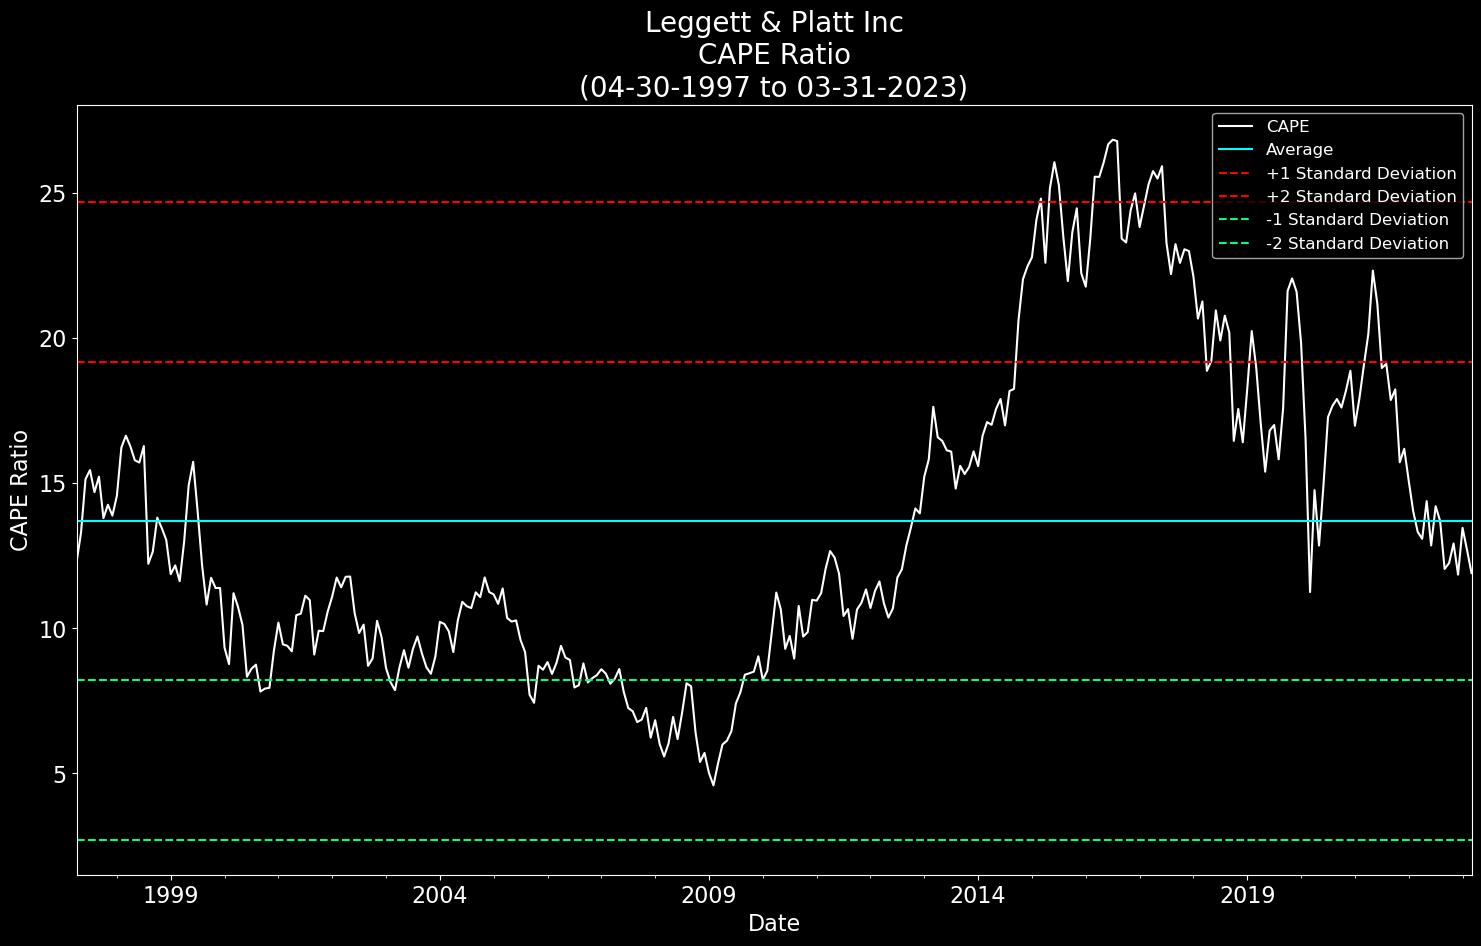 Leggett & Platt Inc
CAPE Ratio
(04-30-1997 to 03-31-2023)
CAPE
Average
+1 Standard Deviation
+2 Standard Deviation
-1 Standard Deviation
-2 Standard Deviation
CAPE Ratio
25
20
15
10
5
1999
2004
2009
2014
2019
Date